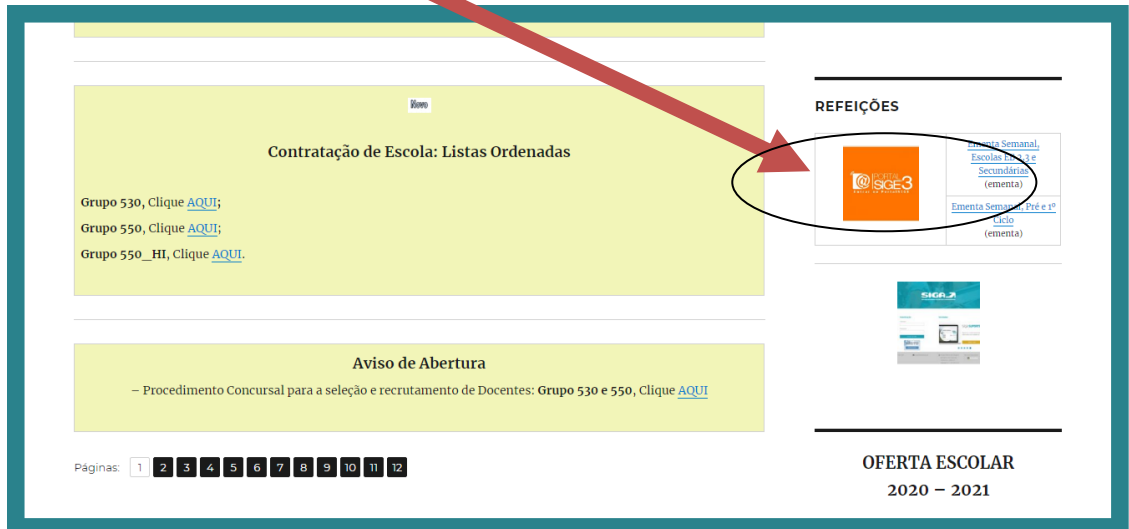 Novo
Contratação de Escola: Listas Ordenadas
Grupo 530, Clique AQUI;
Grupo 550, Clique AQUI;
Grupo 550_HI, Clique AQUI.
Aviso de Abertura
– Procedimento Concursal para a seleção e recrutamento de Docentes: Grupo 530 e 550, Clique AQUI
Páginas: 1 2 3 4 5 6 7 8 9 10 11 12
REFEIÇÕES
PORTAL
SIGE3
Ementa Semanal,
Escolas EB 2,3 e
Secundárias
(ementa)
Ementa Semanal, Pré e 1º
Ciclo
(ementa)
SIGA
OFERTA ESCOLAR
2020 – 2021